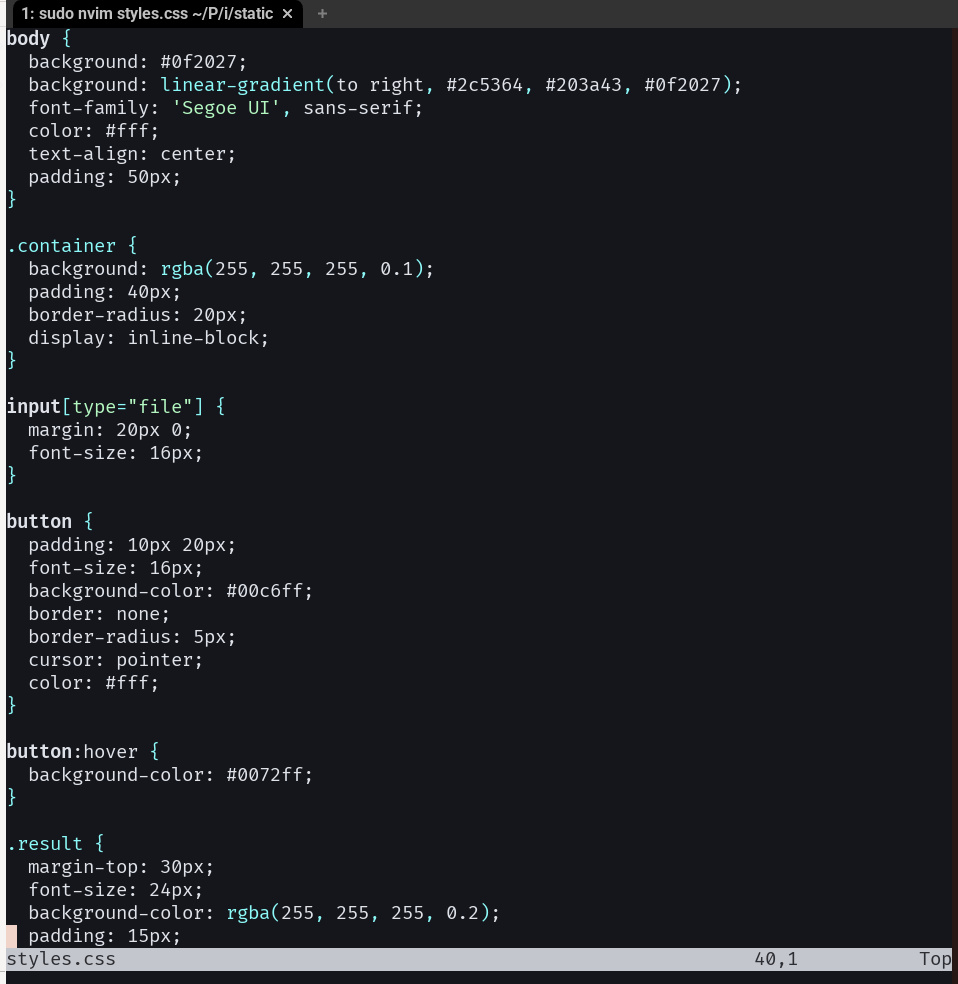 1: sudo nvim styles.css ~/P/i/static × +
body {
  background: #0f2027;
  background: linear-gradient(to right, #2c5364, #203a43, #0f2027);
  font-family: 'Segoe UI', sans-serif;
  color: #fff;
  text-align: center;
  padding: 50px;
}

.container {
  background: rgba(255, 255, 255, 0.1);
  padding: 40px;
  border-radius: 20px;
  display: inline-block;
}

input[type="file"] {
  margin: 20px 0;
  font-size: 16px;
}

button {
  padding: 10px 20px;
  font-size: 16px;
  background-color: #00c6ff;
  border: none;
  border-radius: 5px;
  cursor: pointer;
  color: #fff;
}

button:hover {
  background-color: #0072ff;
}

.result {
  margin-top: 30px;
  font-size: 24px;
  background-color: rgba(255, 255, 255, 0.2);
  padding: 15px;
styles.css 40,1 Top